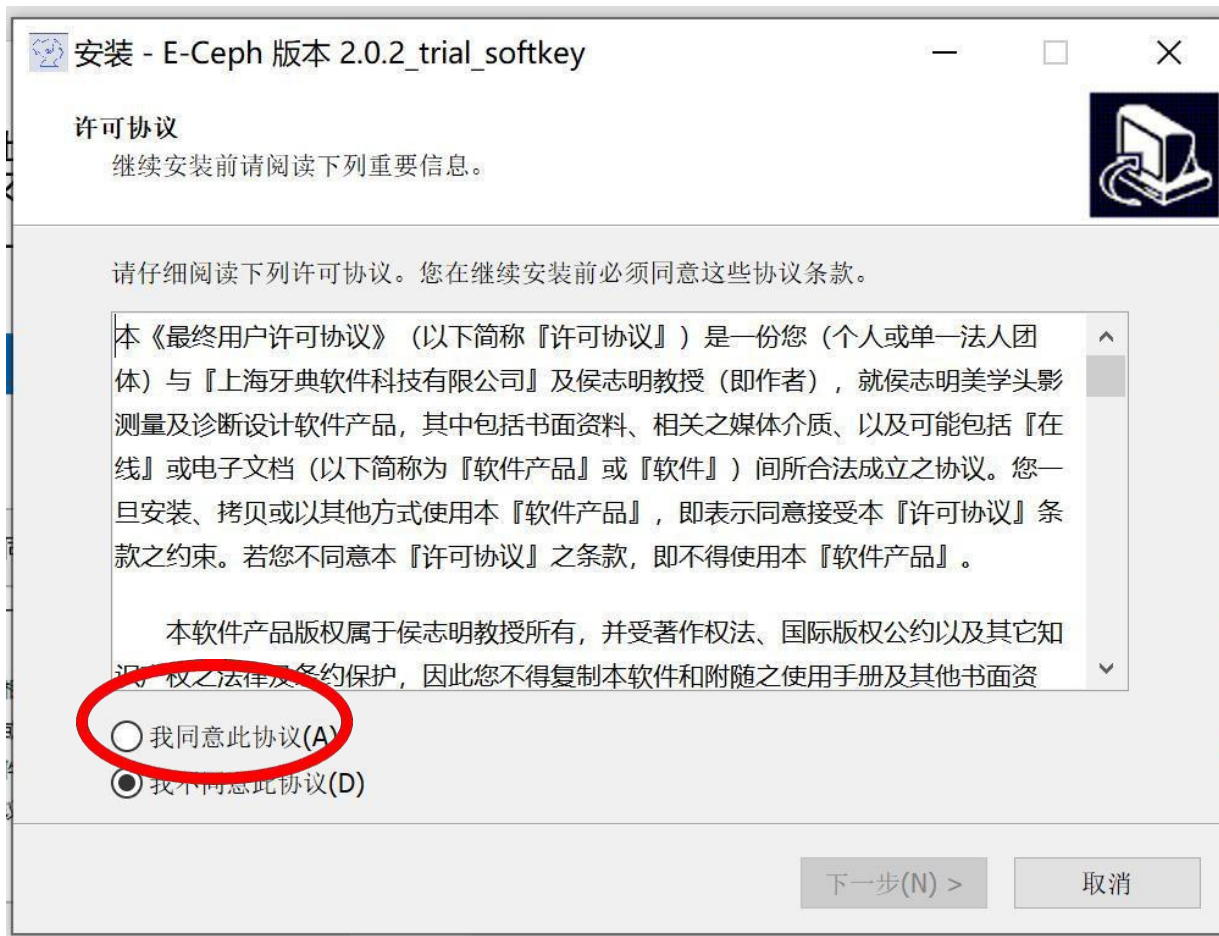 安装 - E-Ceph 版本 2.0.2_trial_softkey
许可协议
继续安装前请阅读下列重要信息。
请仔细阅读下列许可协议。您在继续安装前必须同意这些协议条款。
本《最终用户许可协议》（以下简称『许可协议』）是一份您（个人或单一法人团
体）与『上海牙典软件科技有限公司』及侯志明教授（即作者），就侯志明美学头影
测量及诊断设计软件产品，其中包括书面资料、相关之媒体介质、以及可能包括『在
线』或电子文档（以下简称为『软件产品』或『软件』）间所合法成立之协议。您一
旦安装、拷贝或以其他方式使用本『软件产品』，即表示同意接受本『许可协议』条
款之约束。若您不同意本『许可协议』之条款，即不得使用本『软件产品』。
本软件产品版权属于侯志明教授所有，并受著作权法、国际版权公约以及其它知
识产权之法律及条约保护，因此您不得复制本软件和附随之使用手册及其他书面资
我同意此协议(A)
我不同意此协议(D)
下一步(N) >
取消